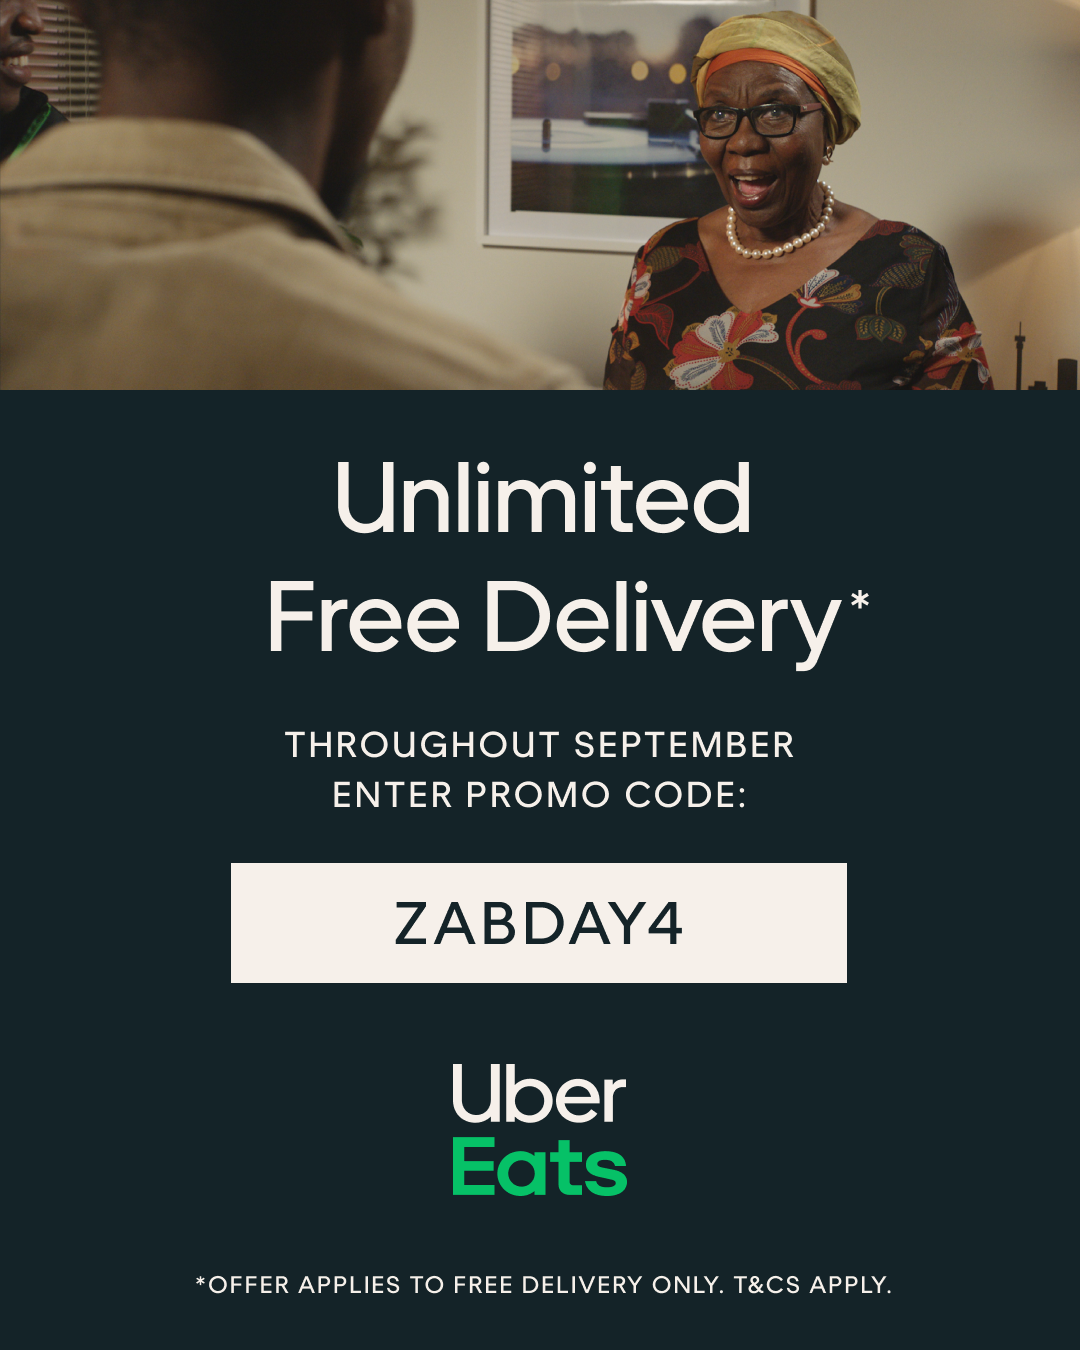 Unlimited
Free Delivery*
THROUGHOUT SEPTEMBER
ENTER PROMO CODE:
ZABDAY4
Uber
Eats
*OFFER APPLIES TO FREE DELIVERY ONLY. T&CS APPLY.